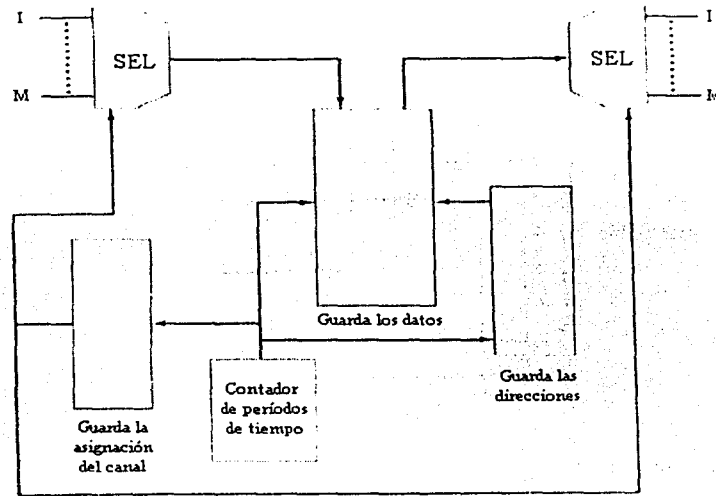 I
SEL
M
SEL
I
M
Guarda los datos
Guarda las
direcciones
Contador
de períodos
de tiempo
Guarda la
asignación
del canal